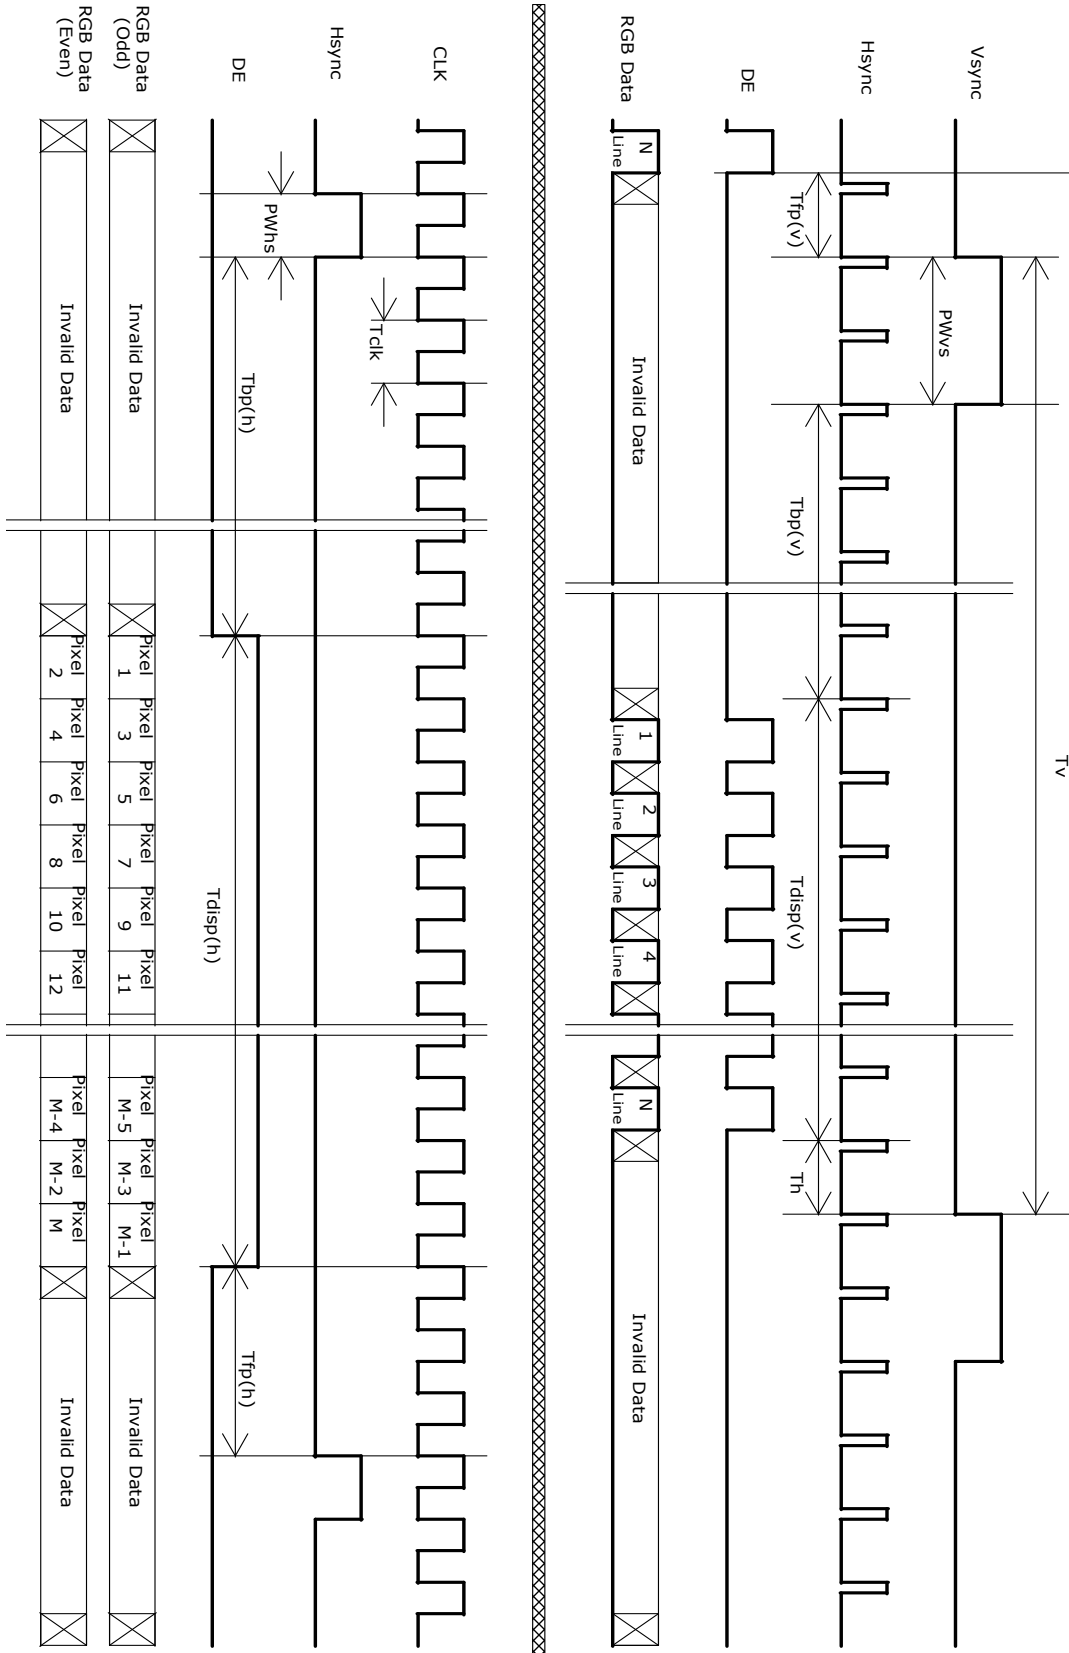 Tv
Vsync
PWvs
Hsync
Tfp(v)
Tbp(v)
Tdisp(v)
Th
DE
RGB Data
Line N
Invalid Data
Line 1
Line 2
Line 3
Line 4
Line N
Invalid Data
CLK
Tclk
Hsync
PWhs
Tbp(h)
Tdisp(h)
Tfp(h)
DE
RGB Data
(Odd)
Invalid Data
Pixel 1
Pixel 3
Pixel 5
Pixel 7
Pixel 9
Pixel 11
Pixel M-5
Pixel M-3
Pixel M-1
Invalid Data
RGB Data
(Even)
Invalid Data
Pixel 2
Pixel 4
Pixel 6
Pixel 8
Pixel 10
Pixel 12
Pixel M-4
Pixel M-2
Pixel M
Invalid Data